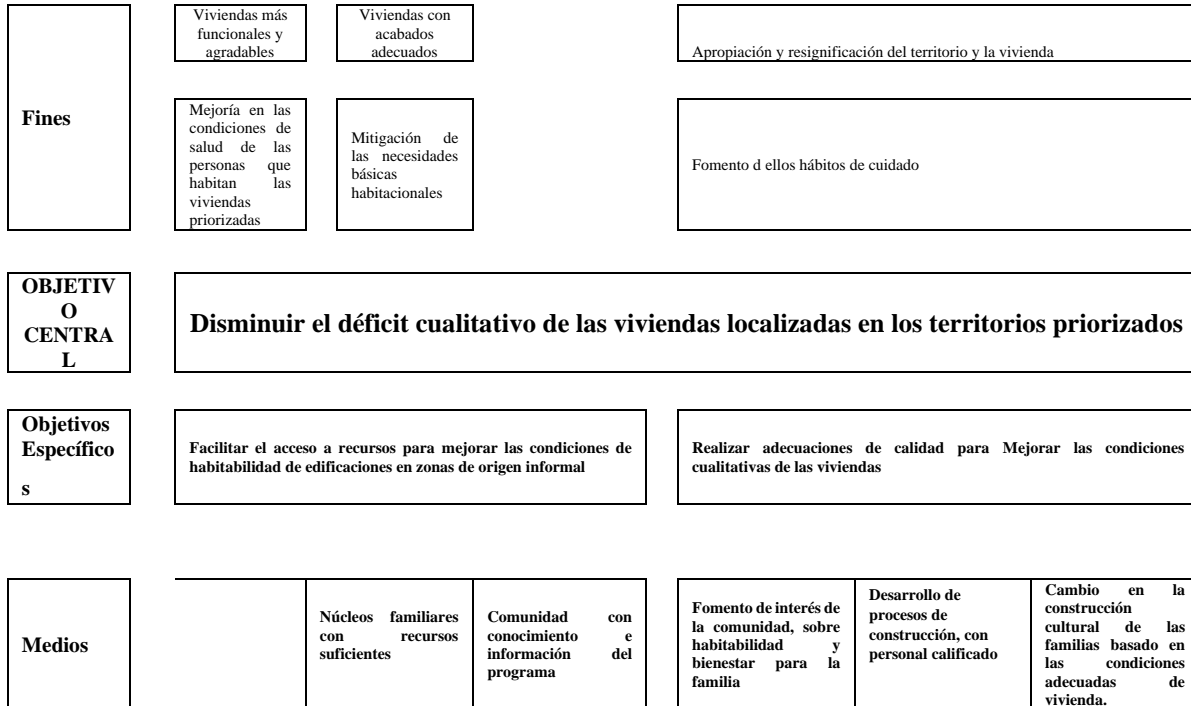 Fines
Viviendas más
funcionales y
agradables
Viviendas con
acabados
adecuados
Apropiación y resignificación del territorio y la vivienda
Mejoría en las
condiciones de
salud de las
personas que
habitan las
viviendas
priorizadas
Mitigación de
las necesidades
básicas
habitacionales
Fomento d ellos hábitos de cuidado
OBJETIV
O
CENTRA
L
Disminuir el déficit cualitativo de las viviendas localizadas en los territorios priorizados
Objetivos
Específico
s
Facilitar el acceso a recursos para mejorar las condiciones de
habitabilidad de edificaciones en zonas de origen informal
Realizar adecuaciones de calidad para Mejorar las condiciones
cualitativas de las viviendas
Medios
Núcleos familiares
con recursos
suficientes
Comunidad con
conocimiento e
información del
programa
Fomento de interés de
la comunidad, sobre
habitabilidad y
bienestar para la
familia
Desarrollo de
procesos de
construcción, con
personal calificado
Cambio en la
construcción
cultural de las
familias basado en
las condiciones
adecuadas de
vivienda.